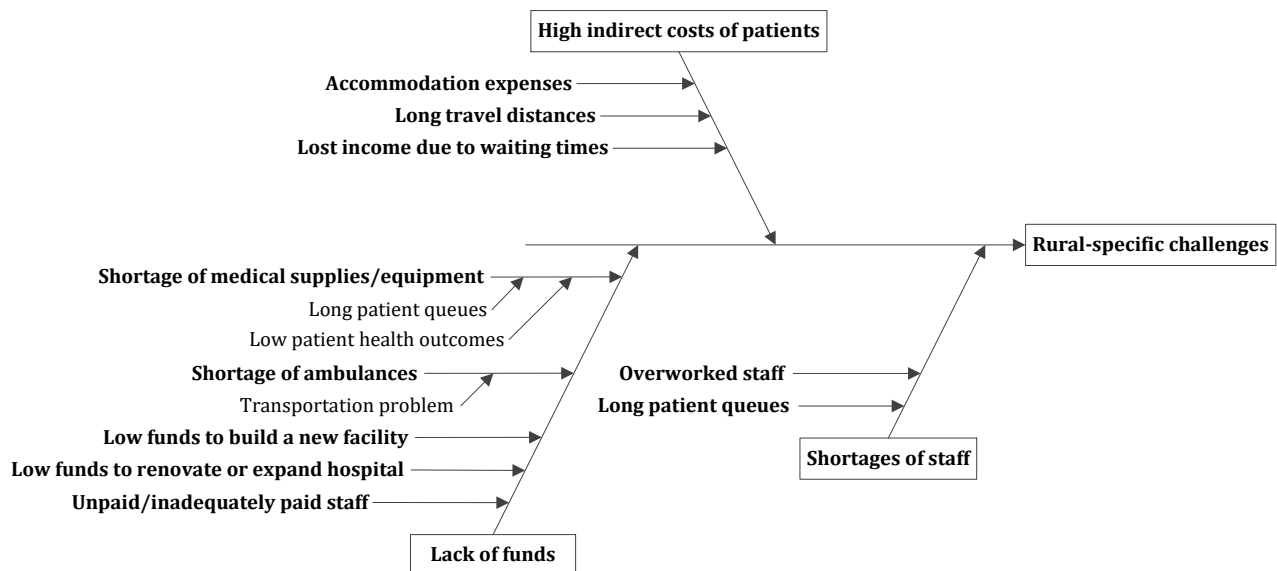 High indirect costs of patients
Accommodation expenses
Long travel distances
Lost income due to waiting times
Rural-specific challenges
Shortage of medical supplies/equipment
Long patient queues
Low patient health outcomes
Shortage of ambulances
Transportation problem
Low funds to build a new facility
Low funds to renovate or expand hospital
Unpaid/inadequately paid staff
Lack of funds
Overworked staff
Long patient queues
Shortages of staff